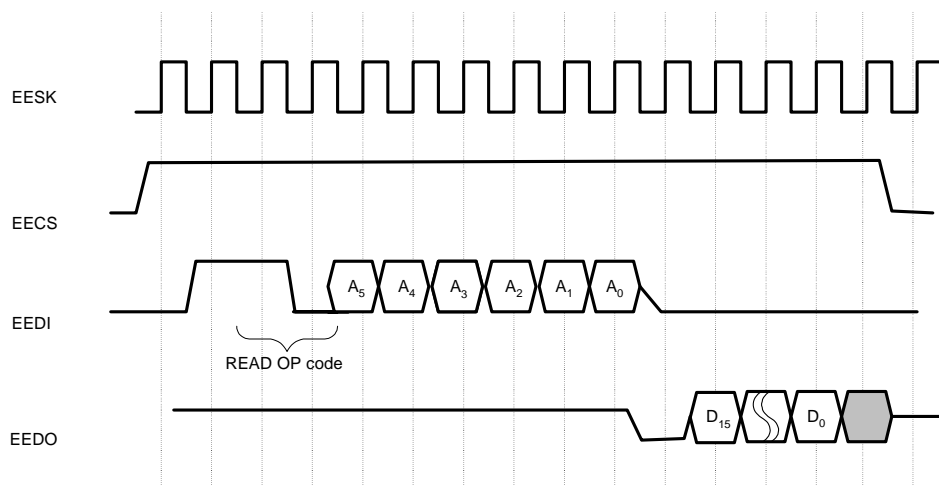 EESK
EECS
EEDI
A5 A4 A3 A2 A1 A0
READ OP code
EEDO
D15 D0